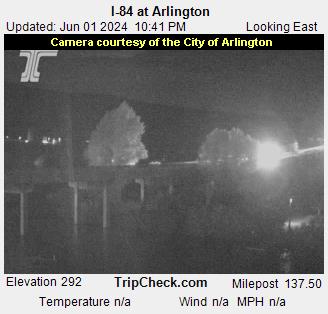 I-84 at Arlington
Updated: Jun 01 2024 10:41 PM Looking East
Camera courtesy of the City of Arlington
Elevation 292 TripCheck.com Milepost 137.50
Temperature n/a Wind n/a MPH n/a